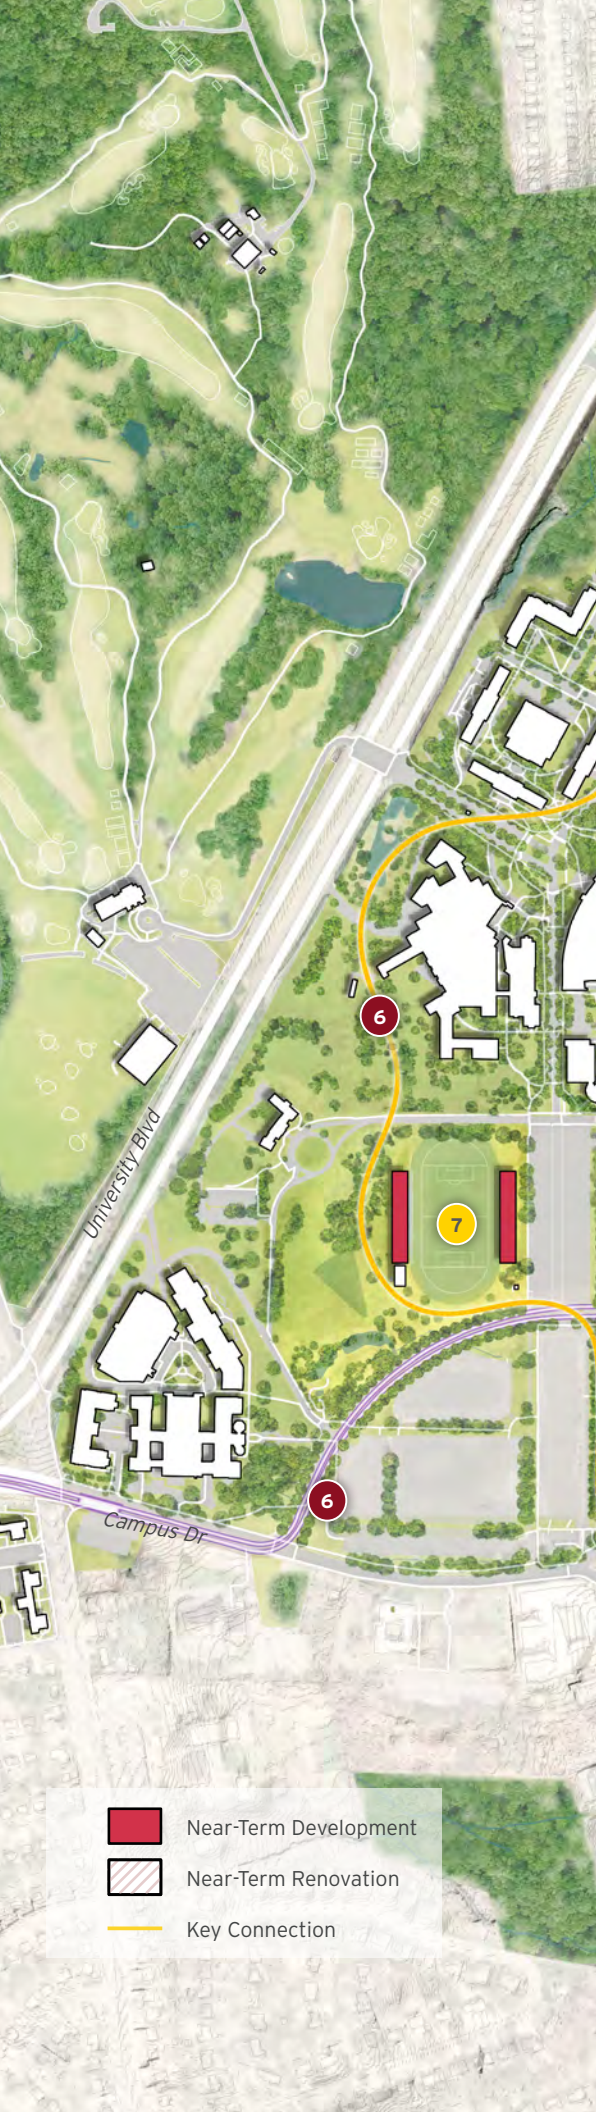 6
7
University Blvd
6
Campus Dr
Near-Term Development
Near-Term Renovation
Key Connection